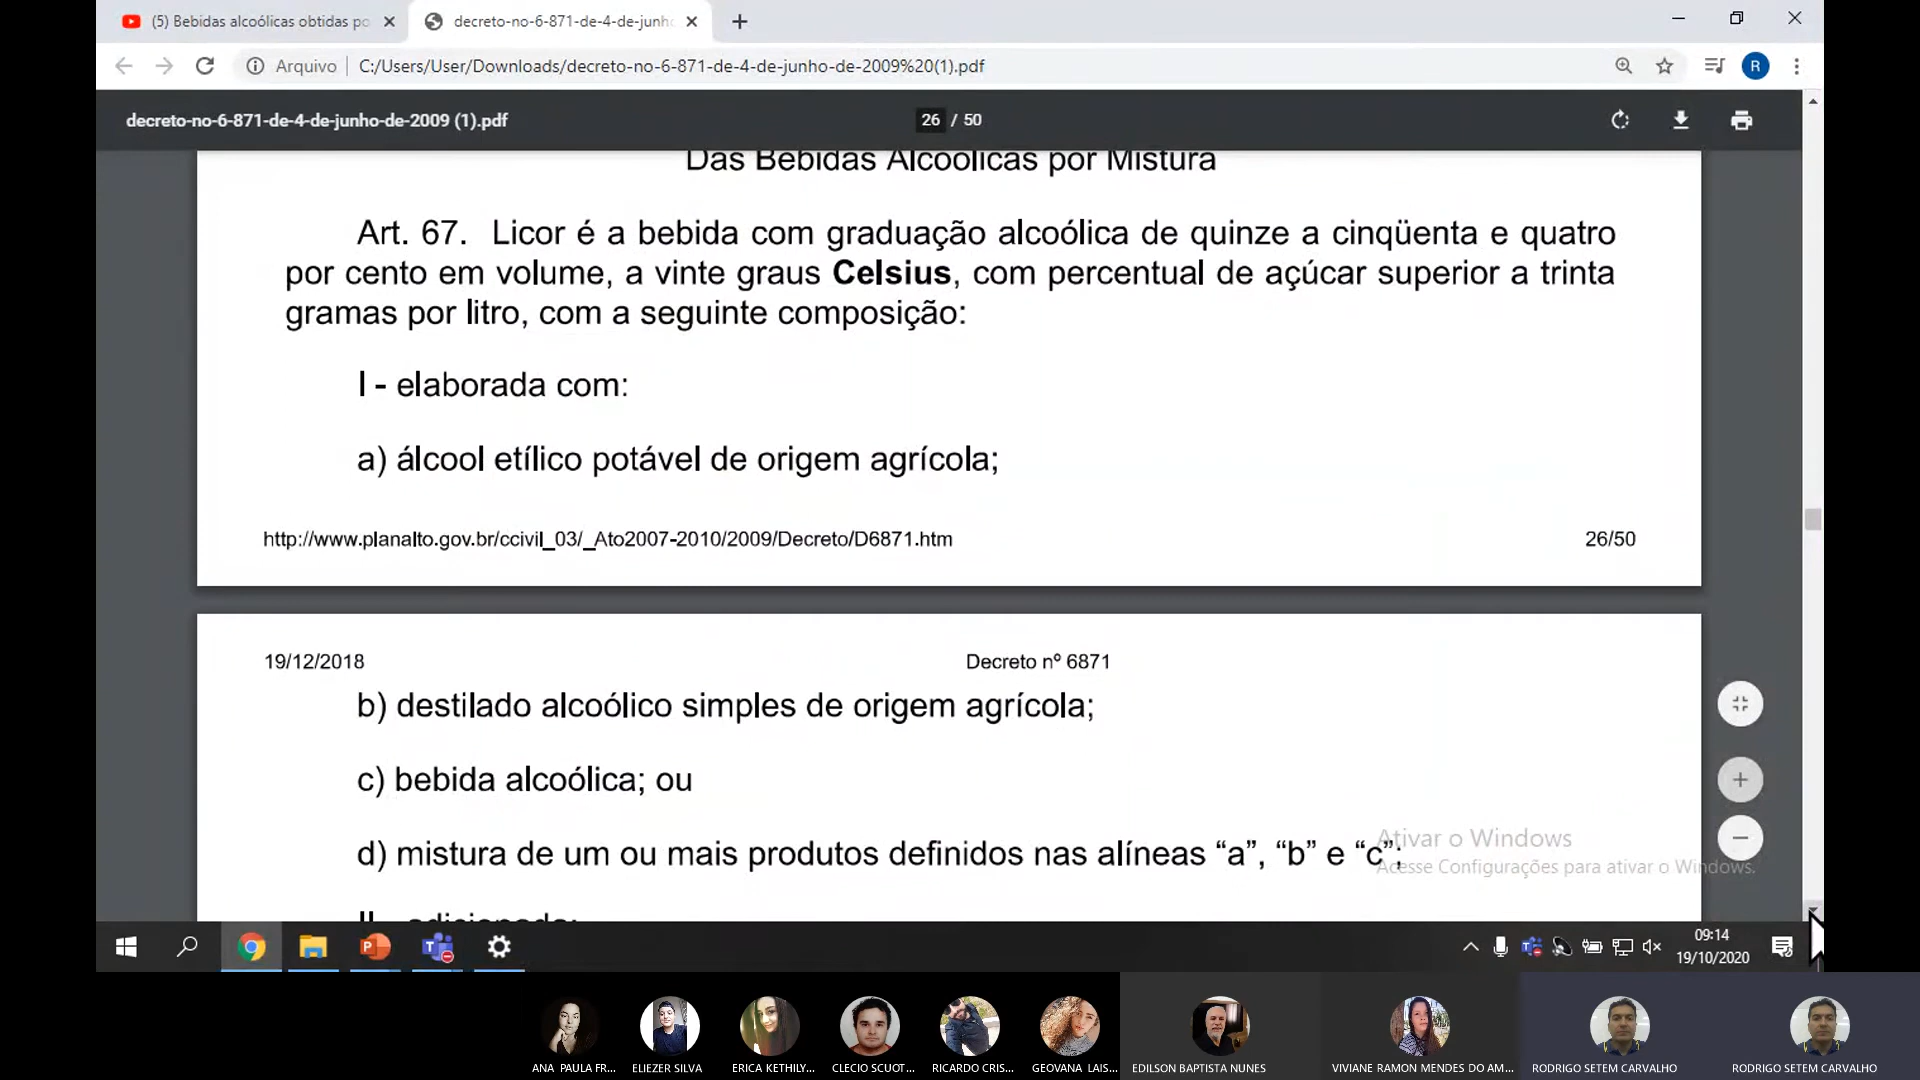 (5) Bebidas alcoólicas obtidas po
decreto-no-6-871-de-4-de-junh
Arquivo
C:/Users/User/Downloads/decreto-no-6-871-de-4-de-junho-de-2009%20(1).pdf
R
decreto-no-6-871-de-4-de-junho-de-2009 (1).pdf
26 / 50
Das Bebidas Alcoólicas por Mistura
Art. 67. Licor é a bebida com graduação alcoólica de quinze a cinqüenta e quatro
por cento em volume, a vinte graus Celsius, com percentual de açúcar superior a trinta
gramas por litro, com a seguinte composição:
I - elaborada com:
a) álcool etílico potável de origem agrícola;
http://www.planalto.gov.br/ccivil_03/_Ato2007-2010/2009/Decreto/D6871.htm
26/50
19/12/2018
Decreto nº 6871
b) destilado alcoólico simples de origem agrícola;
c) bebida alcoólica; ou
d) mistura de um ou mais produtos definidos nas alíneas “a”, “b” e “c”;
Ativar o Windows
Acesse Configurações para ativar o Windows.
II - adicionada:
09:14
19/10/2020
ANA PAULA FR...
ELIEZER SILVA
ERICA KETHILY...
CLECIO SCUOT...
RICARDO CRIS...
GEOVANA LAIS...
EDILSON BAPTISTA NUNES
VIVIANE RAMON MENDES DO AM...
RODRIGO SETEM CARVALHO
RODRIGO SETEM CARVALHO